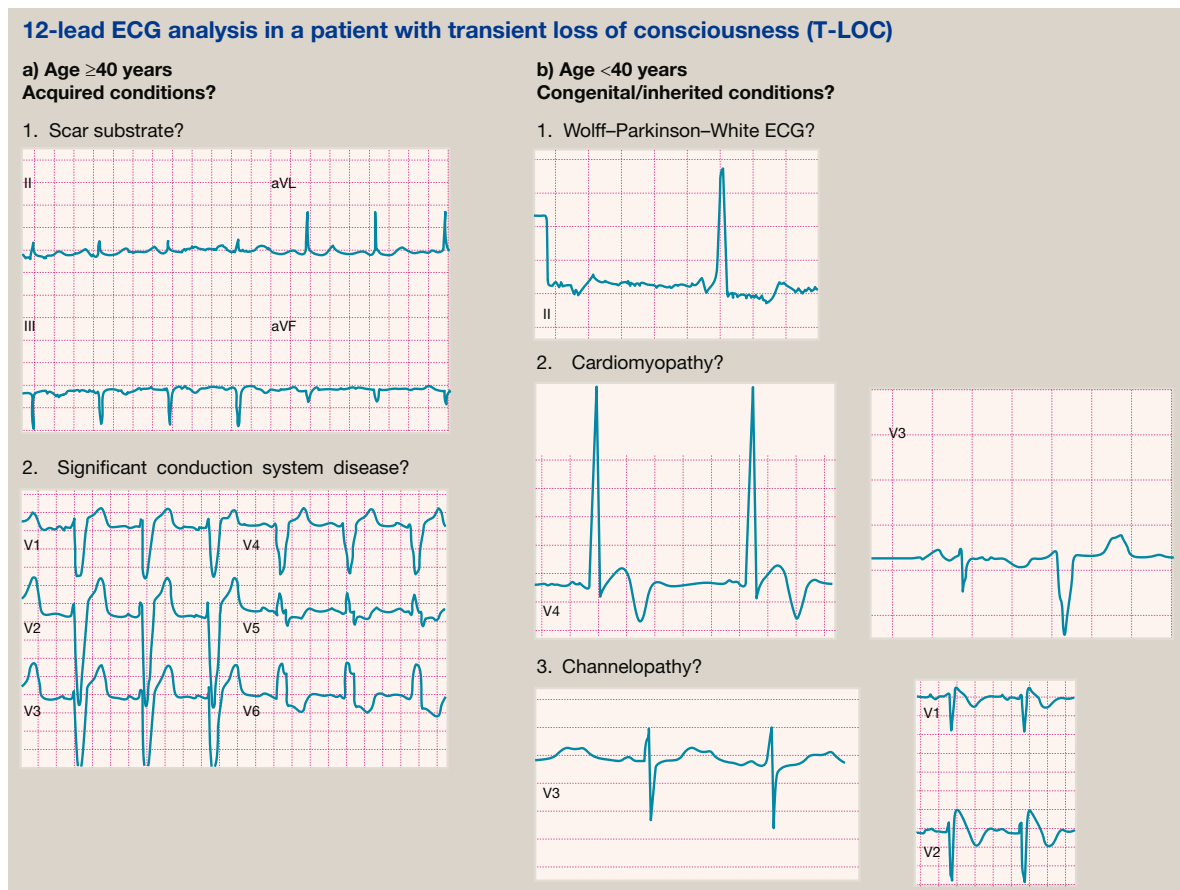 12-lead ECG analysis in a patient with transient loss of consciousness (T-LOC)
a) Age ≥40 years
Acquired conditions?
1. Scar substrate?
II
aVL
III
aVF
2. Significant conduction system disease?
V1
V4
V2
V5
V3
V6
b) Age <40 years
Congenital/inherited conditions?
1. Wolff–Parkinson–White ECG?
II
2. Cardiomyopathy?
V4
V3
3. Channelopathy?
V3
V1
V2